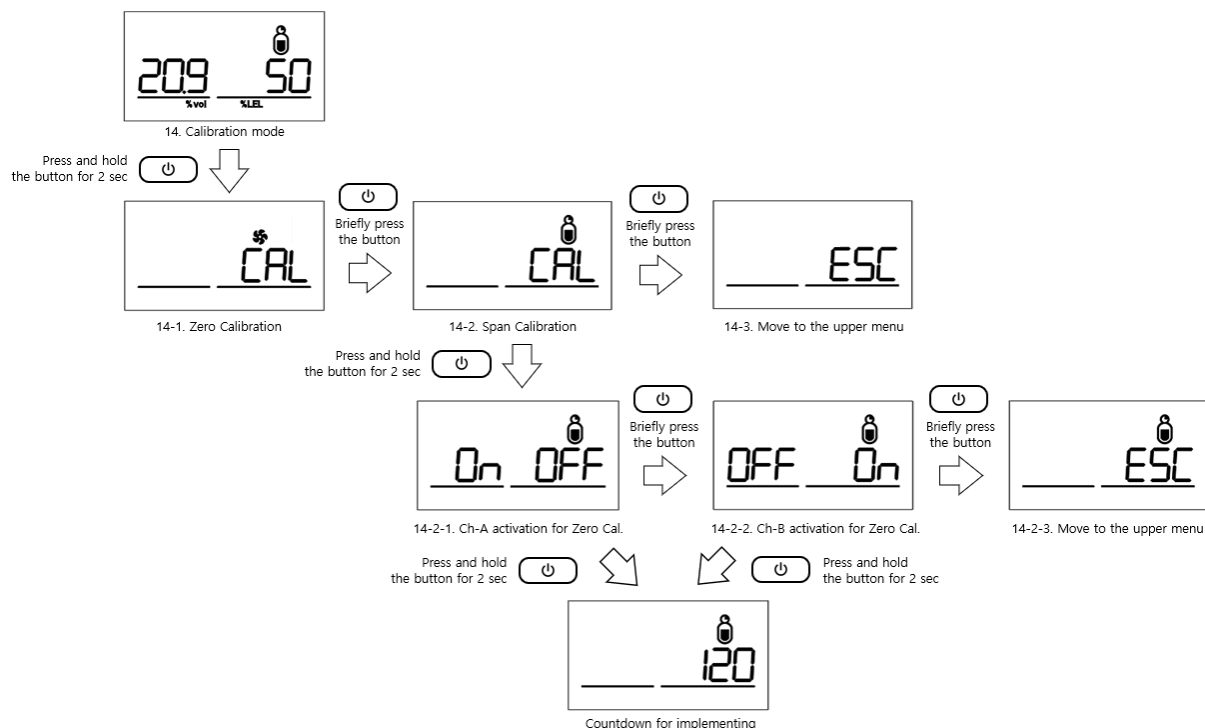 20.9 50
%vol %LEL
14. Calibration mode
Press and hold
the button for 2 sec
CAL
14-1. Zero Calibration
Briefly press
the button
CAL
14-2. Span Calibration
Briefly press
the button
ESC
14-3. Move to the upper menu
Press and hold
the button for 2 sec
On OFF
14-2-1. Ch-A activation for Zero Cal.
Briefly press
the button
OFF On
14-2-2. Ch-B activation for Zero Cal.
Briefly press
the button
ESC
14-2-3. Move to the upper menu
Press and hold
the button for 2 sec
Press and hold
the button for 2 sec
120
Countdown for implementing